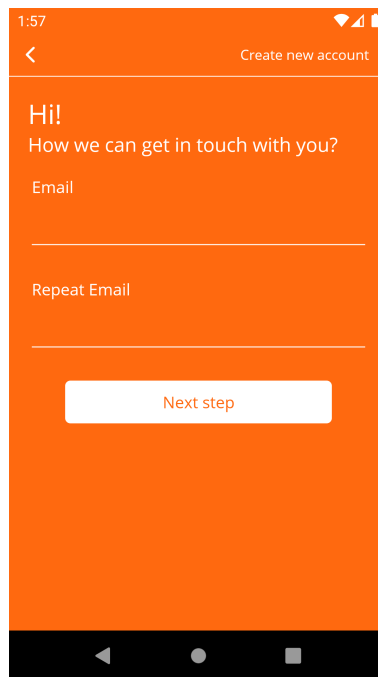 1:57
Create new account
Hi!
How we can get in touch with you?
Email
Repeat Email
Next step